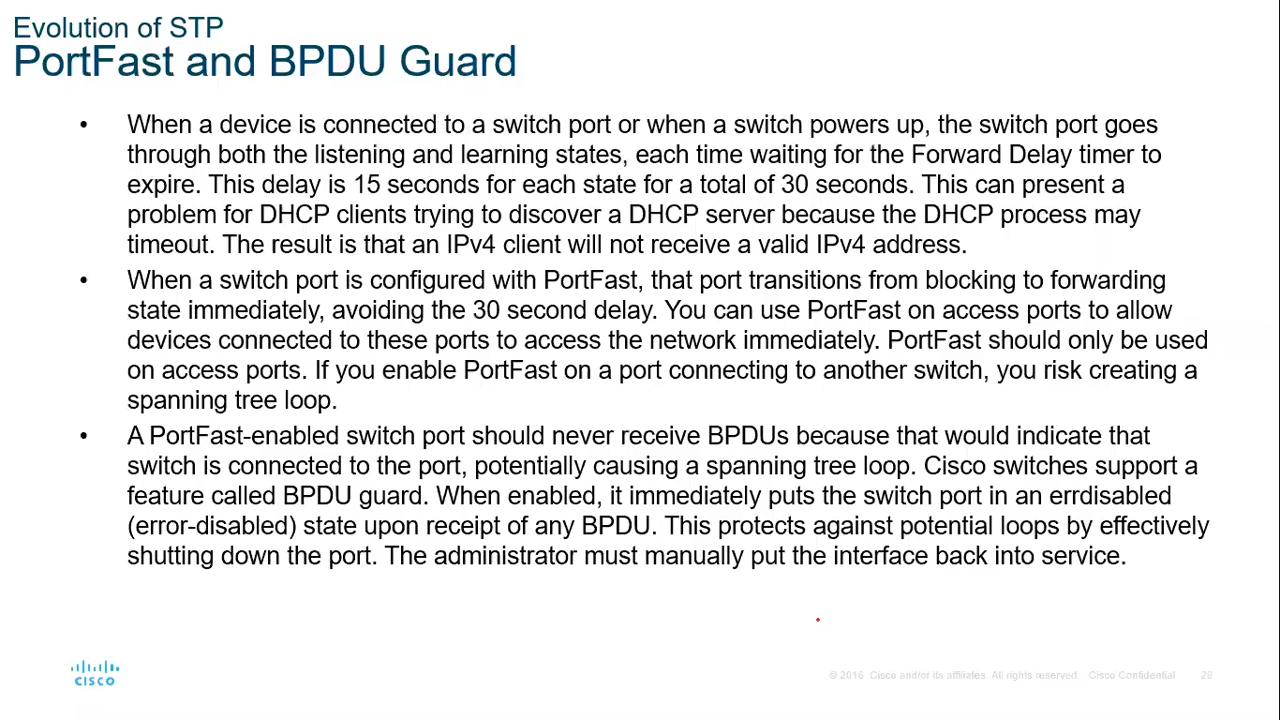 Evolution of STP
PortFast and BPDU Guard
• When a device is connected to a switch port or when a switch powers up, the switch port goes
through both the listening and learning states, each time waiting for the Forward Delay timer to
expire. This delay is 15 seconds for each state for a total of 30 seconds. This can present a
problem for DHCP clients trying to discover a DHCP server because the DHCP process may
timeout. The result is that an IPv4 client will not receive a valid IPv4 address.
• When a switch port is configured with PortFast, that port transitions from blocking to forwarding
state immediately, avoiding the 30 second delay. You can use PortFast on access ports to allow
devices connected to these ports to access the network immediately. PortFast should only be used
on access ports. If you enable PortFast on a port connecting to another switch, you risk creating a
spanning tree loop.
• A PortFast-enabled switch port should never receive BPDUs because that would indicate that
switch is connected to the port, potentially causing a spanning tree loop. Cisco switches support a
feature called BPDU guard. When enabled, it immediately puts the switch port in an errdisabled
(error-disabled) state upon receipt of any BPDU. This protects against potential loops by effectively
shutting down the port. The administrator must manually put the interface back into service.
CISCO
© 2016 Cisco and/or its affiliates. All rights reserved. Cisco Confidential